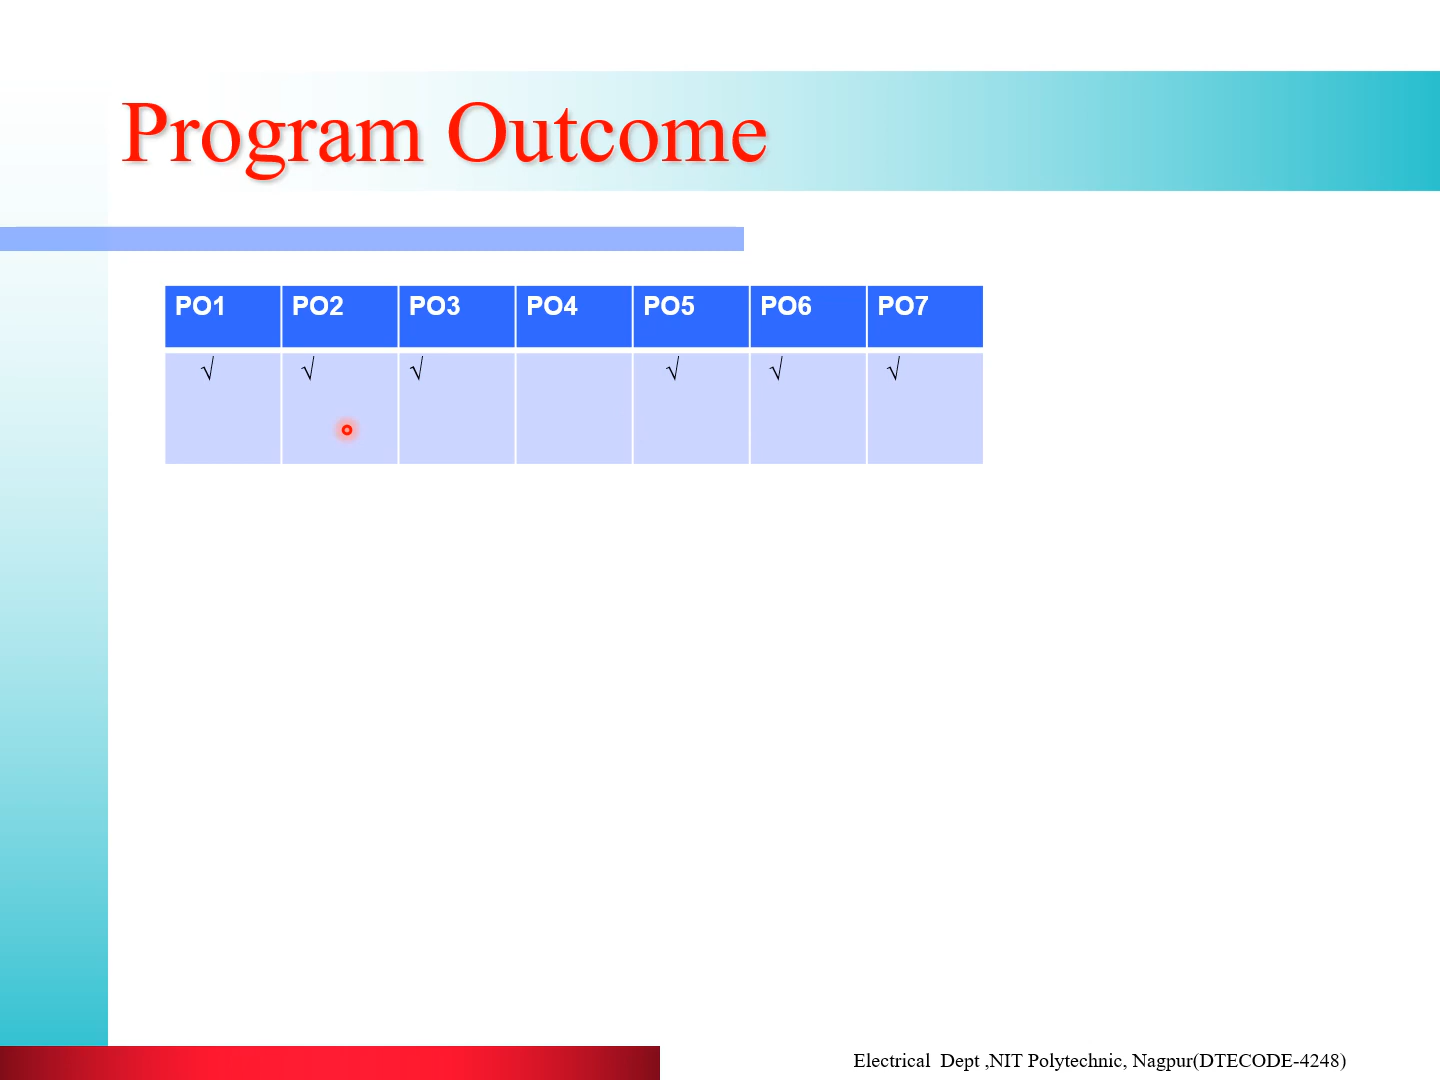 Program Outcome
PO1 PO2 PO3 PO4 PO5 PO6 PO7
√ √ √ √ √ √
Electrical  Dept ,NIT Polytechnic, Nagpur(DTECODE-4248)